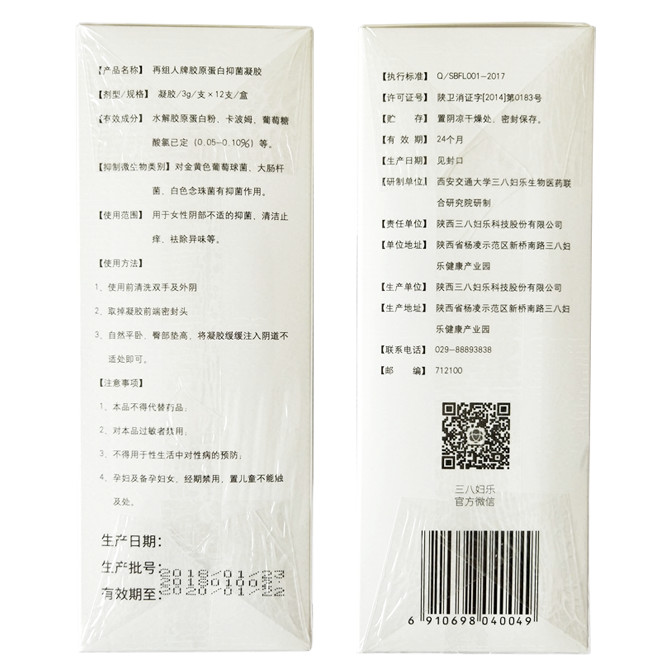 【产品名称】 再组人牌胶原蛋白抑菌凝胶
【剂型/规格】 凝胶/3g/支×12支/盒
【有效成分】 水解胶原蛋白粉、卡波姆、葡萄糖
酸氯已定（0.05-0.10%）等。
【抑制微生物类别】对金黄色葡萄球菌、大肠杆
菌、白色念珠菌有抑菌作用。
【使用范围】 用于女性阴部不适的抑菌，清洁止
痒，祛除异味等。
【使用方法】
1、使用前清洗双手及外阴
2、取掉凝胶前端密封头
3、自然平卧、臀部垫高，将凝胶缓缓注入阴道不
适处即可。
【注意事项】
1、本品不得代替药品；
2、对本品过敏者禁用；
3、不得用于性生活中对性病的预防；
4、孕妇及备孕妇女，经期禁用，置儿童不能触
及处。
生产日期：
生产批号：
有效期至：
2018/01/
【执行标准】 Q/SBFL001-2017
【许可证号】 陕卫消证字[2014]第0183号
【贮 存】 置阴凉干燥处，密封保存。
【有 效 期】 24个月
【生产日期】 见封口
【研制单位】 西安交通大学三八妇乐生物医药联
合研究院研制
【责任单位】 陕西三八妇乐科技股份有限公司
【单位地址】 陕西省杨凌示范区新桥南路三八妇
乐健康产业园
【生产单位】 陕西三八妇乐科技股份有限公司
【生产地址】 陕西省杨凌示范区新桥南路三八妇
乐健康产业园
【联系电话】 029-88893838
【邮 编】 712100
三八妇乐
官方微信
6 910698 040049